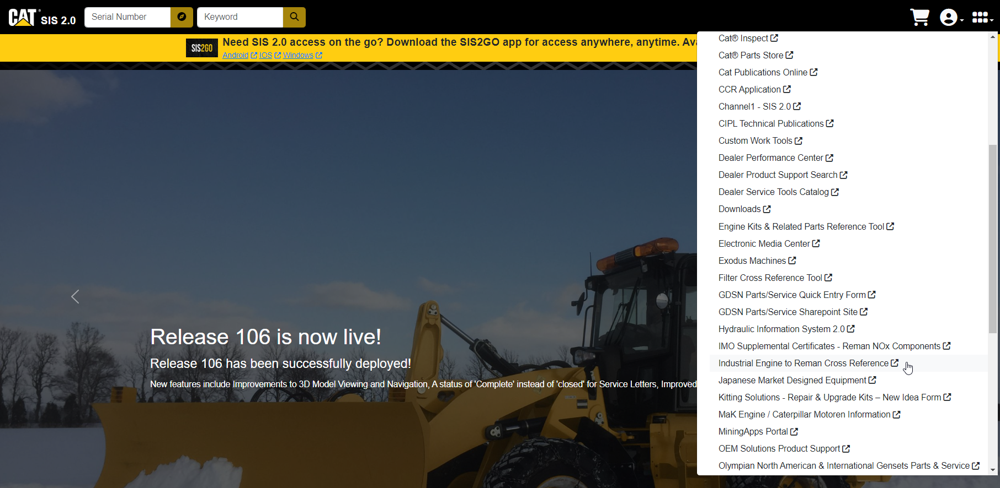 CAT SIS 2.0 Serial Number Keyword
Need SIS 2.0 access on the go? Download the SIS2GO app for access anywhere, anytime. Ava
SIS2GO
Android IOS Windows
Release 106 is now live!
Release 106 has been successfully deployed!
New features include Improvements to 3D Model Viewing and Navigation, A status of 'Complete' instead of 'closed' for Service Letters, Improved
Cat® Inspect
Cat® Parts Store
Cat Publications Online
CCR Application
Channel1 - SIS 2.0
CIPL Technical Publications
Custom Work Tools
Dealer Performance Center
Dealer Product Support Search
Dealer Service Tools Catalog
Downloads
Engine Kits & Related Parts Reference Tool
Electronic Media Center
Exodus Machines
Filter Cross Reference Tool
GDSN Parts/Service Quick Entry Form
GDSN Parts/Service Sharepoint Site
Hydraulic Information System 2.0
IMO Supplemental Certificates - Reman NOx Components
Industrial Engine to Reman Cross Reference
Japanese Market Designed Equipment
Kitting Solutions - Repair & Upgrade Kits – New Idea Form
MaK Engine / Caterpillar Motoren Information
MiningApps Portal
OEM Solutions Product Support
Olympian North American & International Gensets Parts & Service